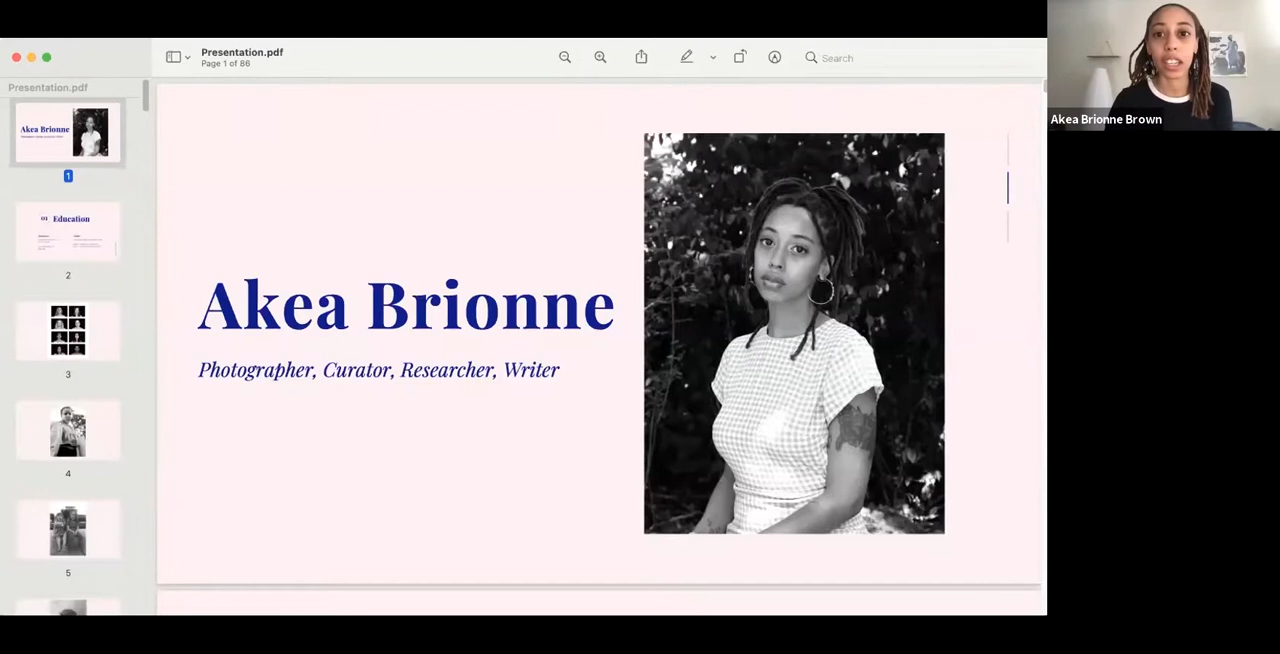 Presentation.pdf
Page 1 of 86
Search
Akea Brionne Brown
Presentation.pdf
Akea Brionne
1
Education
2
3
4
5
Akea Brionne
Photographer, Curator, Researcher, Writer